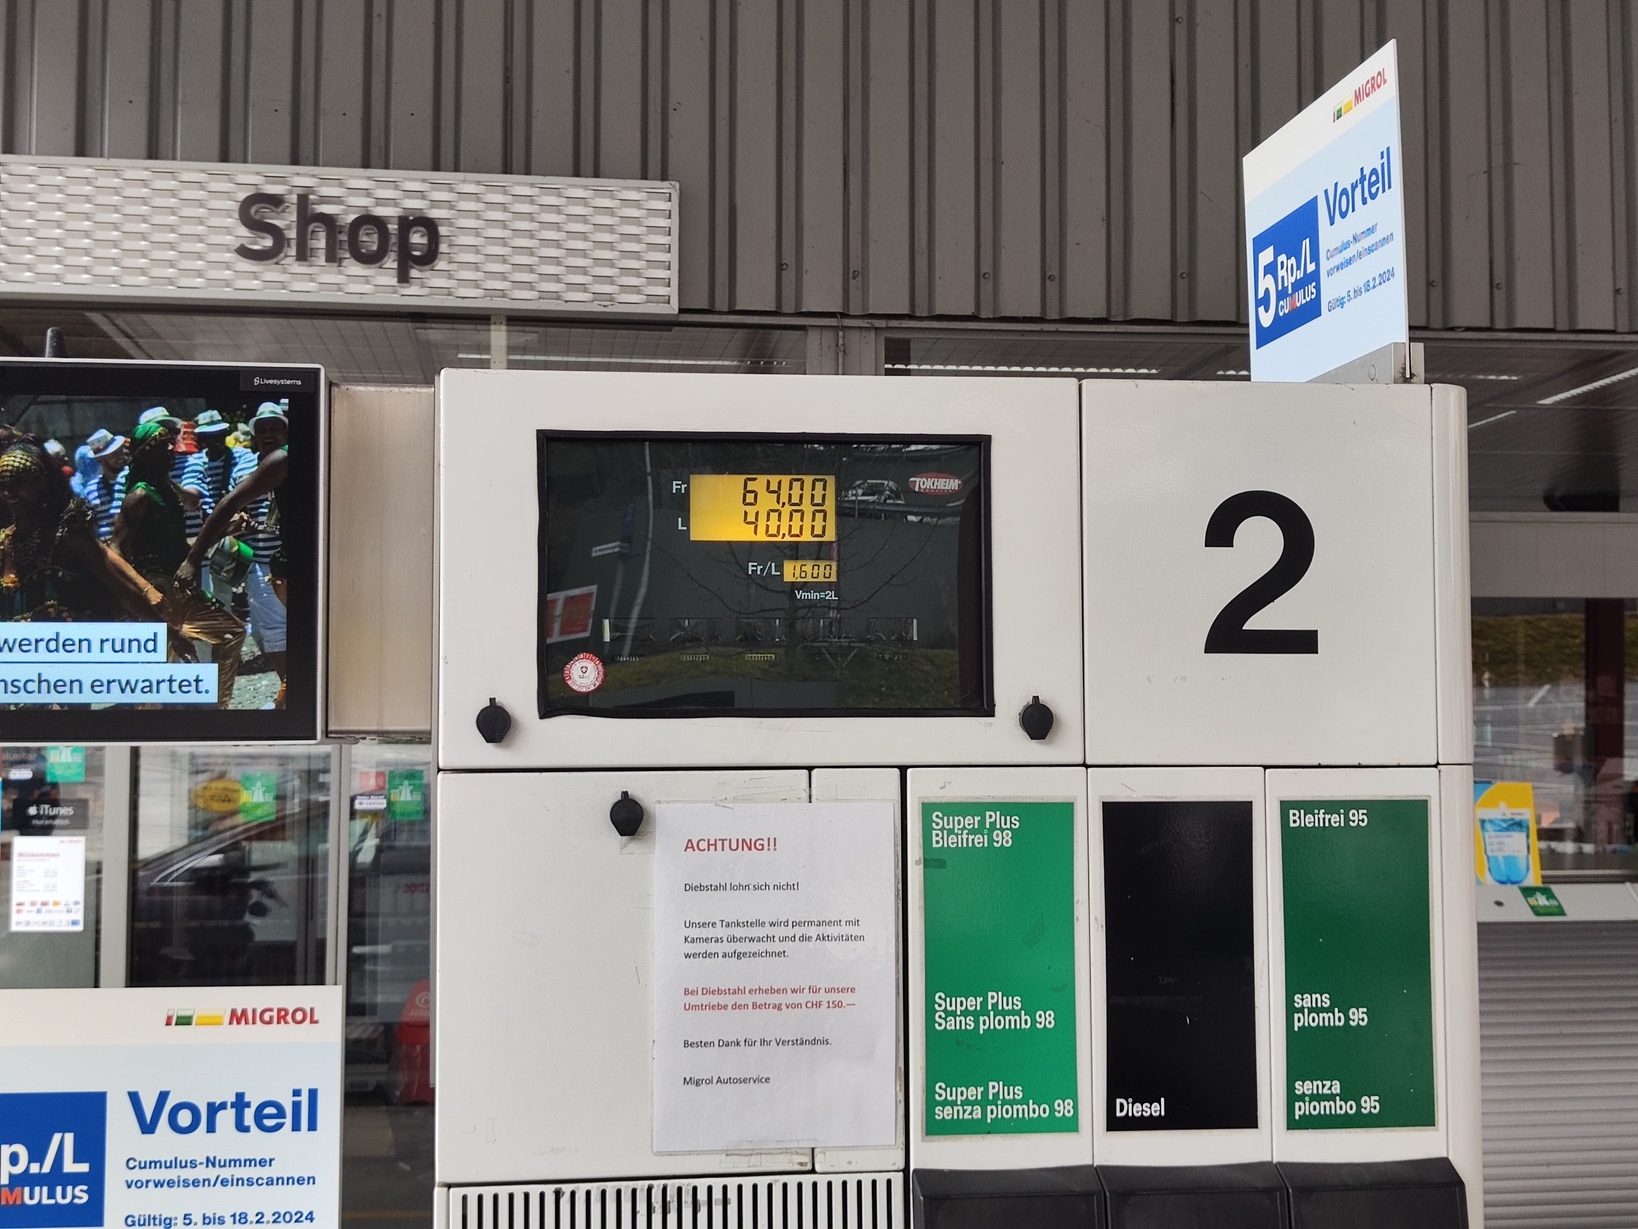 MIGROL
Vorteil
5 Rp./L
CUMULUS
Cumulus-Nummer
vorweisen/einscannen
Gültig: 5. bis 18.2.2024
Shop
Livesystems
werden rund
nschen erwartet.
Fr 64,00
L 40,00
TOKHEIM
Fr/L 1,600
Vmin=2L
2
iTunes
Willkommen
ACHTUNG!!
Diebstahl lohn sich nicht!
Unsere Tankstelle wird permanent mit
Kameras überwacht und die Aktivitäten
werden aufgezeichnet.
Bei Diebstahl erheben wir für unsere
Umtriebe den Betrag von CHF 150.—
Besten Dank für Ihr Verständnis.
Migrol Autoservice
Super Plus
Bleifrei 98
Super Plus
Sans plomb 98
Super Plus
senza piombo 98
Diesel
Bleifrei 95
sans
plomb 95
senza
piombo 95
MIGROL
Vorteil
p./L
MULUS
Cumulus-Nummer
vorweisen/einscannen
Gültig: 5. bis 18.2.2024